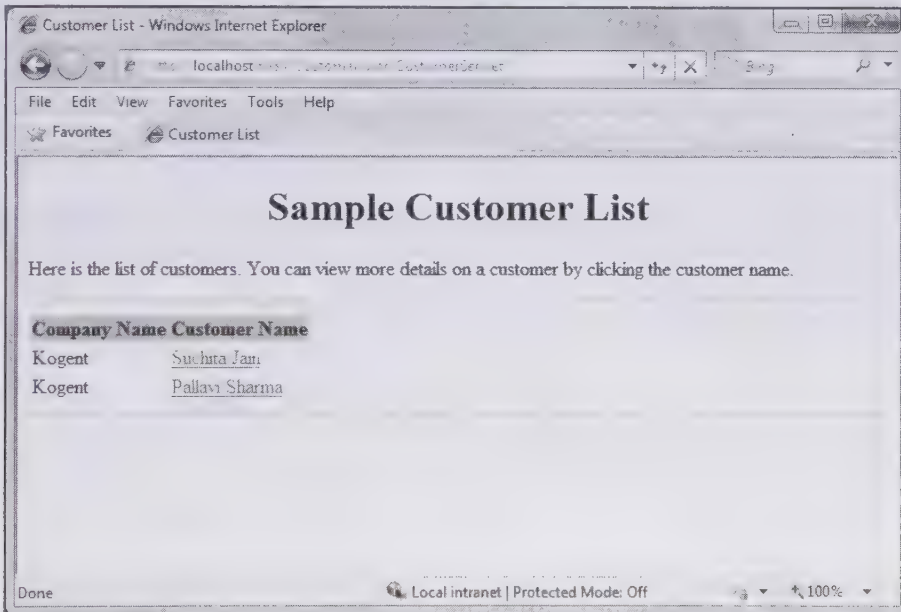 Customer List - Windows Internet Explorer
localhost
Bing
File Edit View Favorites Tools Help
Favorites Customer List
Sample Customer List
Here is the list of customers. You can view more details on a customer by clicking the customer name.
Company Name Customer Name
Kogent Suchita Jain
Kogent Pallavi Sharma
Done Local intranet | Protected Mode: Off 100%